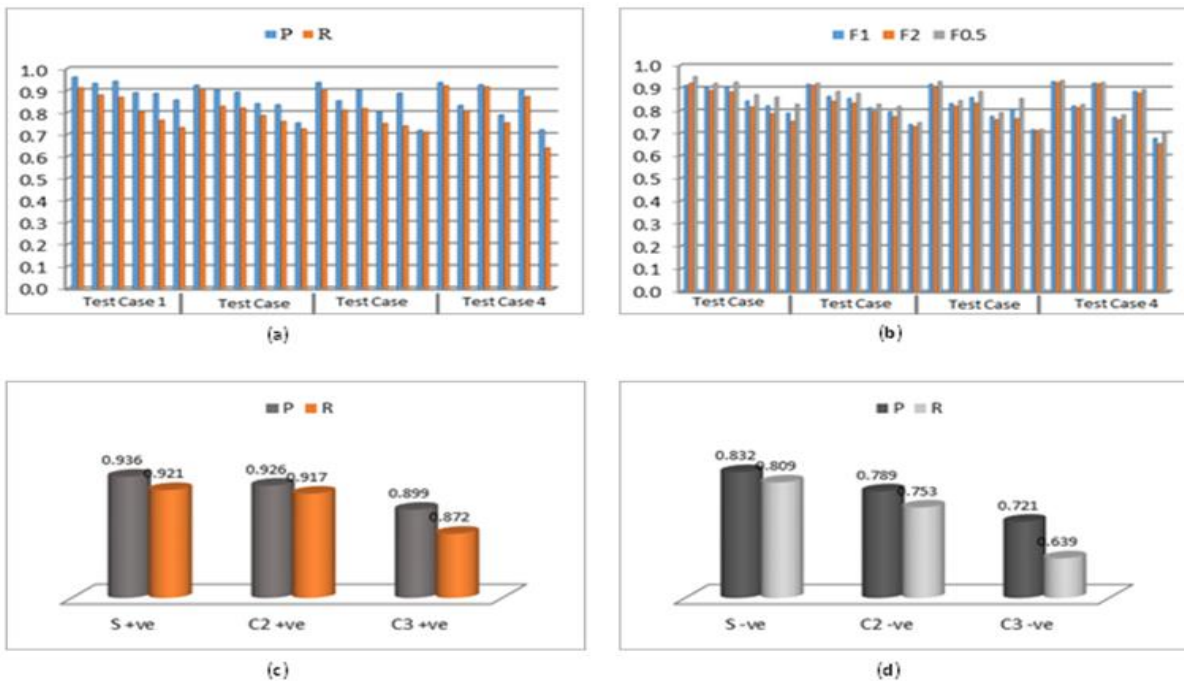 P R
1.0
0.9
0.8
0.7
0.6
0.5
0.4
0.3
0.2
0.1
0.0
Test Case 1 Test Case Test Case Test Case 4
(a)
F1 F2 F0.5
1.0
0.9
0.8
0.7
0.6
0.5
0.4
0.3
0.2
0.1
0.0
Test Case Test Case Test Case Test Case 4
(b)
P R
0.936 0.921 0.926 0.917 0.899 0.872
S +ve C2 +ve C3 +ve
(c)
P R
0.832 0.809 0.789 0.753 0.721 0.639
S -ve C2 -ve C3 -ve
(d)